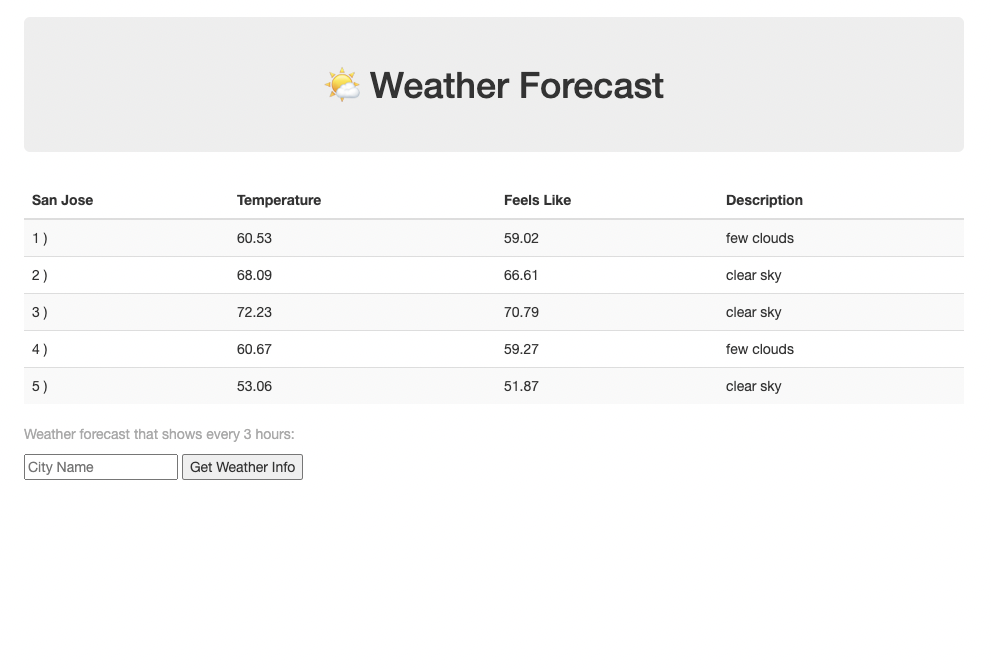 🌤️ Weather Forecast
San Jose Temperature Feels Like Description
1 ) 60.53 59.02 few clouds
2 ) 68.09 66.61 clear sky
3 ) 72.23 70.79 clear sky
4 ) 60.67 59.27 few clouds
5 ) 53.06 51.87 clear sky
Weather forecast that shows every 3 hours:
City Name Get Weather Info